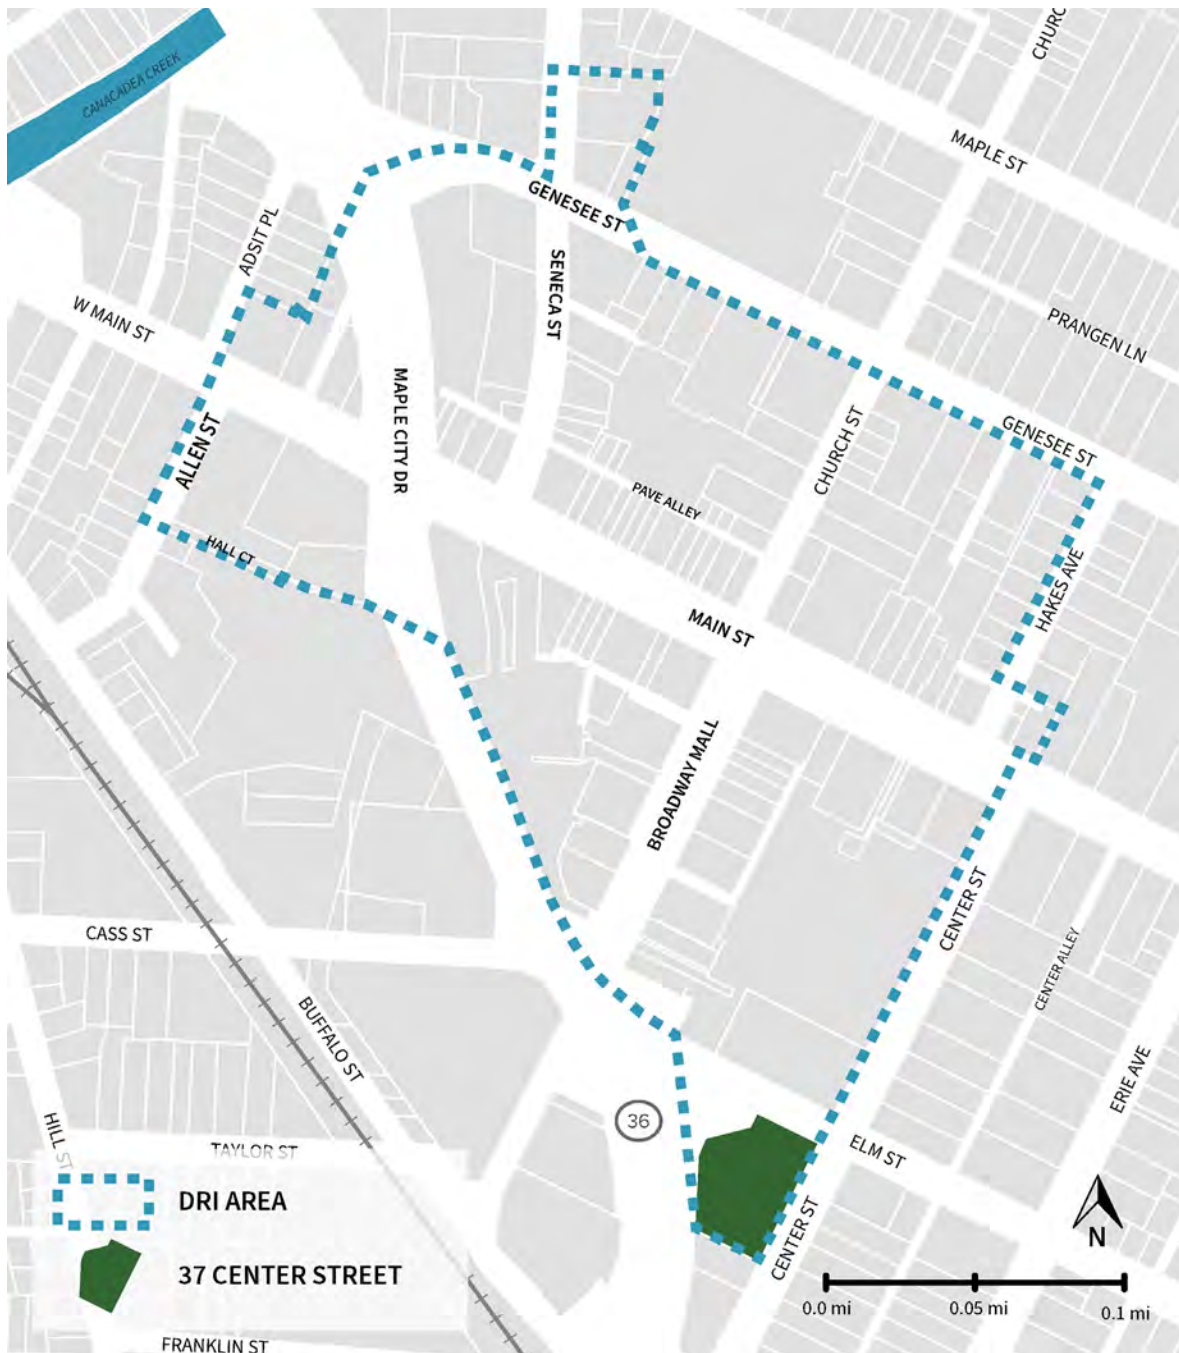 CHURC
CANACADEA CREEK
MAPLE ST
GENESEE ST
ADSIT PL
SENECA ST
W MAIN ST
PRANGEN LN
MAPLE CITY DR
GENESEE ST
CHURCH ST
ALLEN ST
PAVE ALLEY
HALL CT
HAKES AVE
MAIN ST
BROADWAY MALL
CENTER ST
CASS ST
CENTER ALLEY
BUFFALO ST
ERIE AVE
36
HILL ST
TAYLOR ST
ELM ST
DRI AREA
CENTER ST
N
37 CENTER STREET
0.0 mi
0.05 mi
0.1 mi
FRANKLIN ST